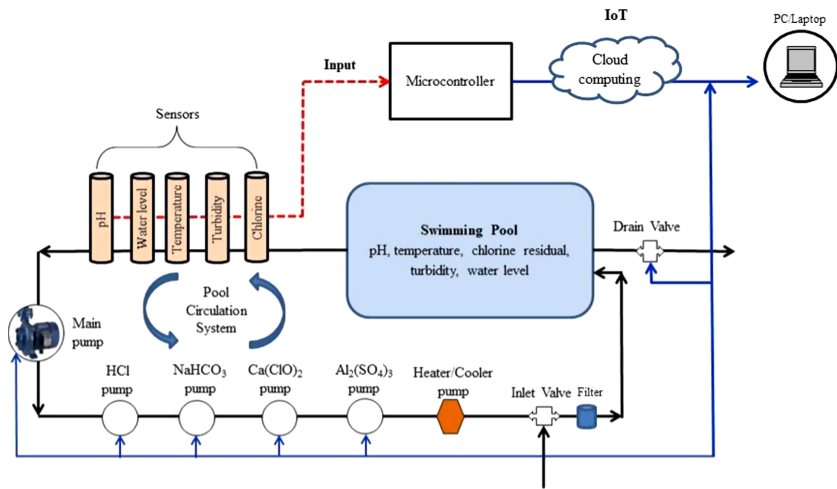 IoT
PC/Laptop
Input
Microcontroller
Cloud
computing
Sensors
pH
Water level
Temperature
Turbidity
Chlorine
Swimming Pool
pH, temperature, chlorine residual,
turbidity, water level
Drain Valve
Pool
Circulation
System
Main
pump
HCl
pump
NaHCO3
pump
Ca(ClO)2
pump
Al2(SO4)3
pump
Heater/Cooler
pump
Inlet Valve
Filter